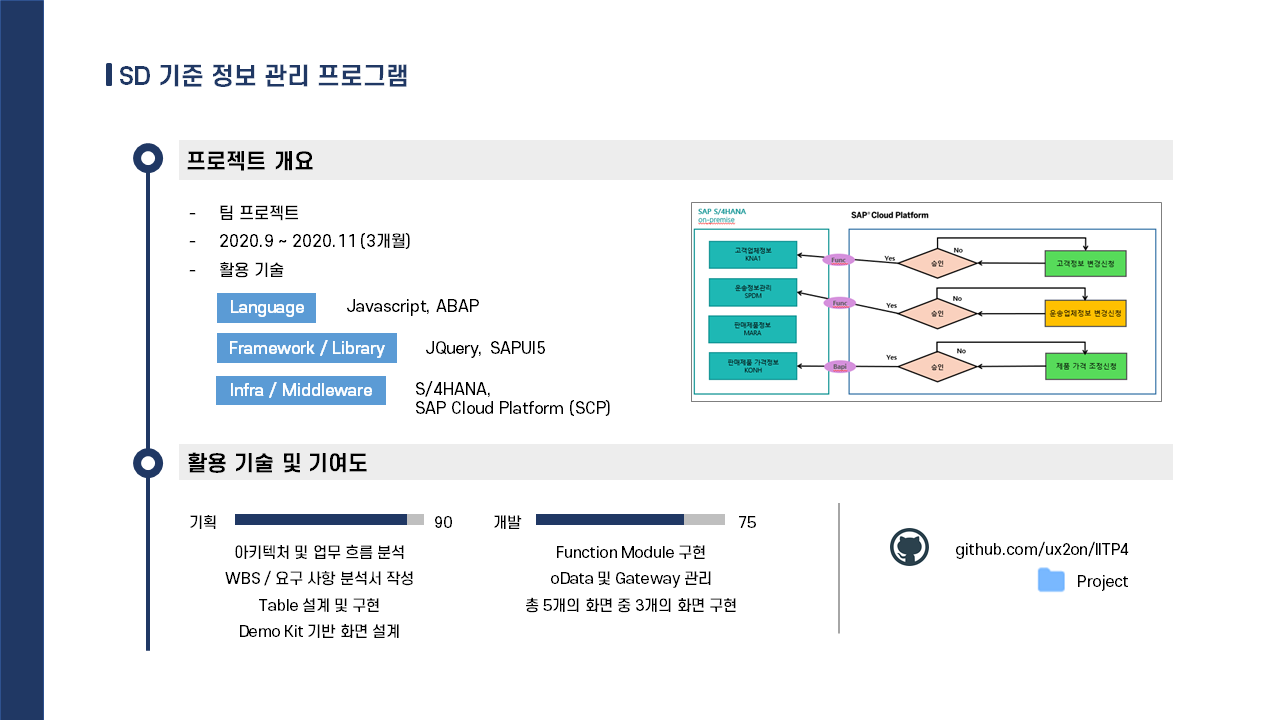 SD 기준 정보 관리 프로그램
프로젝트 개요
- 팀 프로젝트
- 2020.9 ~ 2020.11 (3개월)
- 활용 기술
Language Javascript, ABAP
Framework / Library JQuery, SAPUI5
Infra / Middleware S/4HANA,
SAP Cloud Platform (SCP)
SAP S/4HANA
on-premise
SAP® Cloud Platform
고객업체정보
KNA1
Func
Yes
승인
No
고객정보 변경신청
운송정보관리
SPDM
Func
Yes
승인
No
운송업체정보 변경신청
판매제품정보
MARA
판매제품 가격정보
KONH
Bapi
Yes
승인
No
제품 가격 조정신청
활용 기술 및 기여도
기획 90
아키텍처 및 업무 흐름 분석
WBS / 요구 사항 분석서 작성
Table 설계 및 구현
Demo Kit 기반 화면 설계
개발 75
Function Module 구현
oData 및 Gateway 관리
총 5개의 화면 중 3개의 화면 구현
github.com/ux2on/IITP4
Project